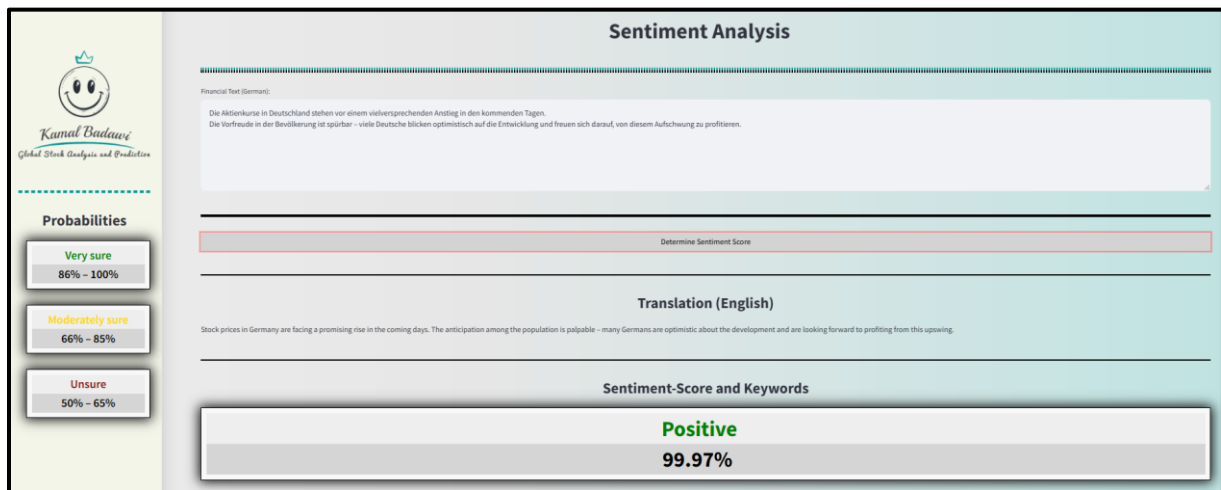 Kamal Badawi
Global Stock Analysis and Prediction
Probabilities
Very sure
86% – 100%
Moderately sure
66% – 85%
Unsure
50% – 65%
Sentiment Analysis
Financial Text (German):
Die Aktienkurse in Deutschland stehen vor einem vielversprechenden Anstieg in den kommenden Tagen.
Die Vorfreude in der Bevölkerung ist spürbar – viele Deutsche blicken optimistisch auf die Entwicklung und freuen sich darauf, von diesem Aufschwung zu profitieren.
Determine Sentiment Score
Translation (English)
Stock prices in Germany are facing a promising rise in the coming days. The anticipation among the population is palpable – many Germans are optimistic about the development and are looking forward to profiting from this upswing.
Sentiment-Score and Keywords
Positive
99.97%